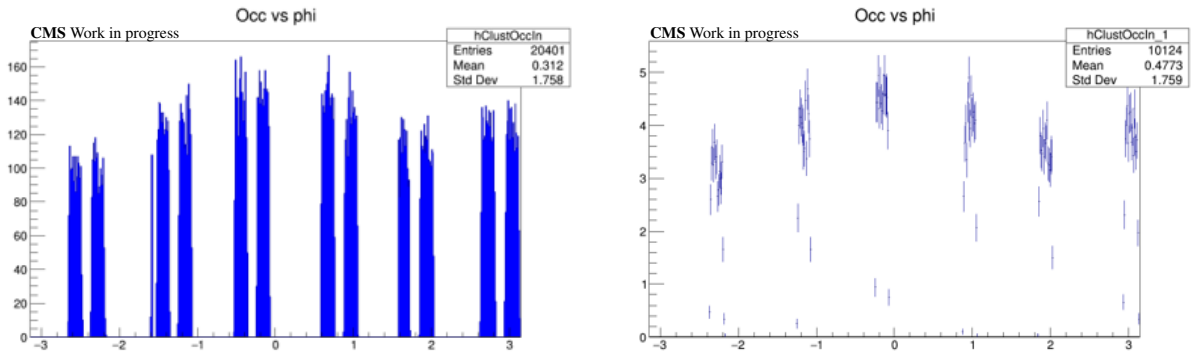 Occ vs phi
CMS Work in progress
hClustOccIn
Entries 20401
Mean 0.312
Std Dev 1.758
160
140
120
100
80
60
40
20
0
−3 −2 −1 0 1 2 3
Occ vs phi
CMS Work in progress
hClustOccIn_1
Entries 10124
Mean 0.4773
Std Dev 1.759
5
4
3
2
1
0
−3 −2 −1 0 1 2 3